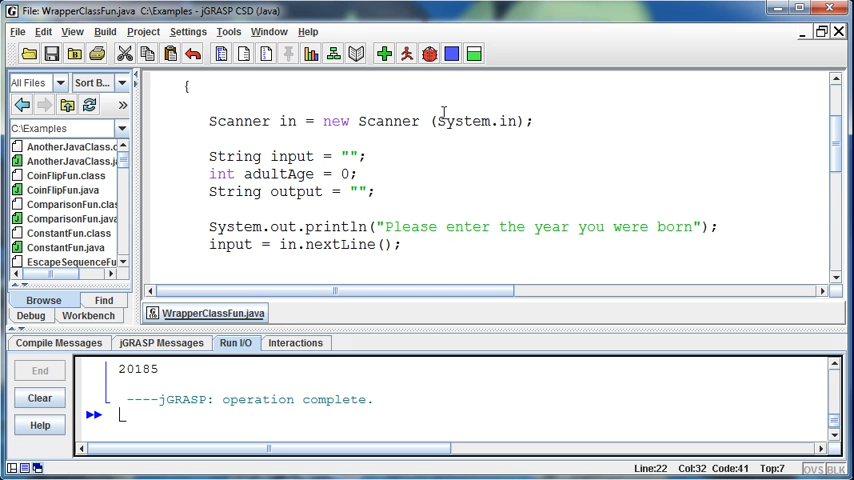 File: WrapperClassFun.java C:\Examples - jGRASP CSD (Java)
File Edit View Build Project Settings Tools Window Help
All Files Sort B...
C:\Examples
AnotherJavaClass.c
AnotherJavaClass.j
CoinFlipFun.class
CoinFlipFun.java
ComparisonFun.clas
ComparisonFun.java
ConstantFun.class
ConstantFun.java
EscapeSequenceFu
Browse Find
Debug Workbench
{
Scanner in = new Scanner (System.in);
String input = "";
int adultAge = 0;
String output = "";
System.out.println("Please enter the year you were born");
input = in.nextLine();
WrapperClassFun.java
Compile Messages jGRASP Messages Run I/O Interactions
End
Clear
Help
20185
----jGRASP: operation complete.
Line:22 Col:32 Code:41 Top:7 OVS BLK